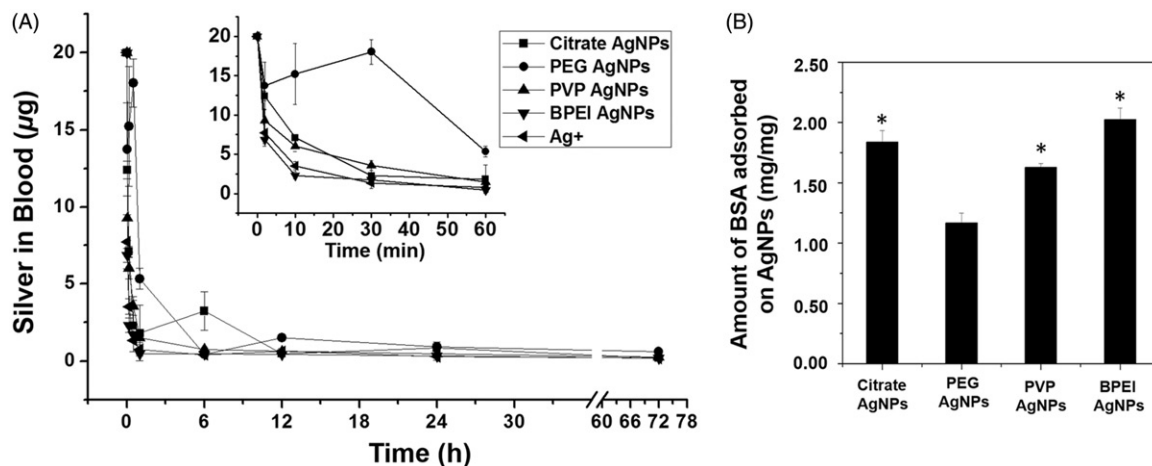 (A)
Silver in Blood (µg)
20
15
10
5
0
0
6
12
18
24
30
60
66
72
78
Time (h)
20
15
10
5
0
0
10
20
30
40
50
60
Time (min)
Citrate AgNPs
PEG AgNPs
PVP AgNPs
BPEI AgNPs
Ag+
(B)
Amount of BSA adsorbed
on AgNPs (mg/mg)
2.50
2.00
1.50
1.00
0.50
0.00
*
*
*
Citrate
AgNPs
PEG
AgNPs
PVP
AgNPs
BPEI
AgNPs